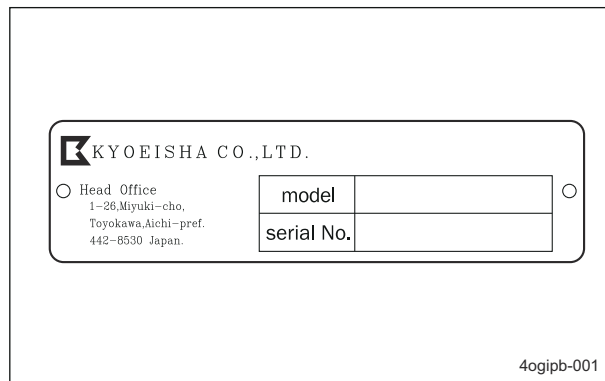 KYOEISHA CO.,LTD.
Head Office
1-26,Miyuki-cho,
Toyokawa,Aichi-pref.
442-8530 Japan.
model
serial No.
4ogipb-001